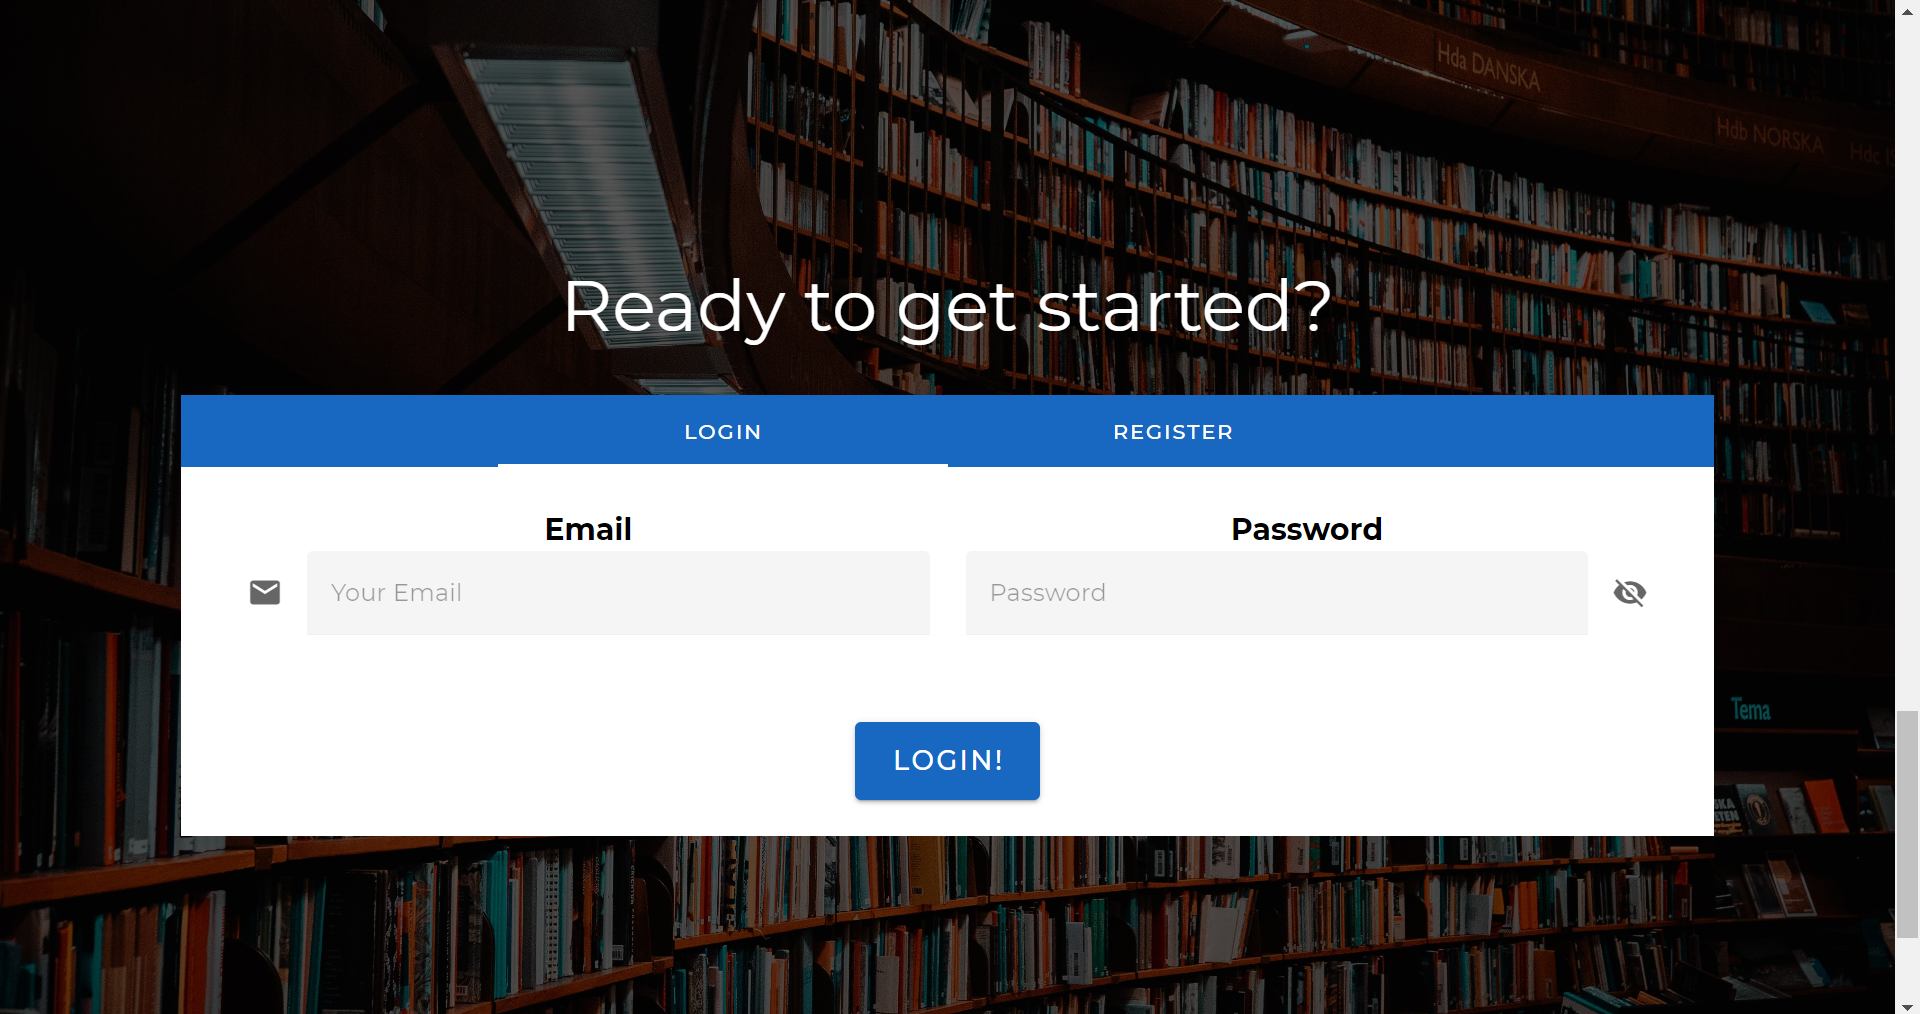 Hda DANSKA
Hdb NORSKA
Hdc
Ready to get started?
LOGIN
REGISTER
Email
Password
Your Email
Password
Tema
LOGIN!